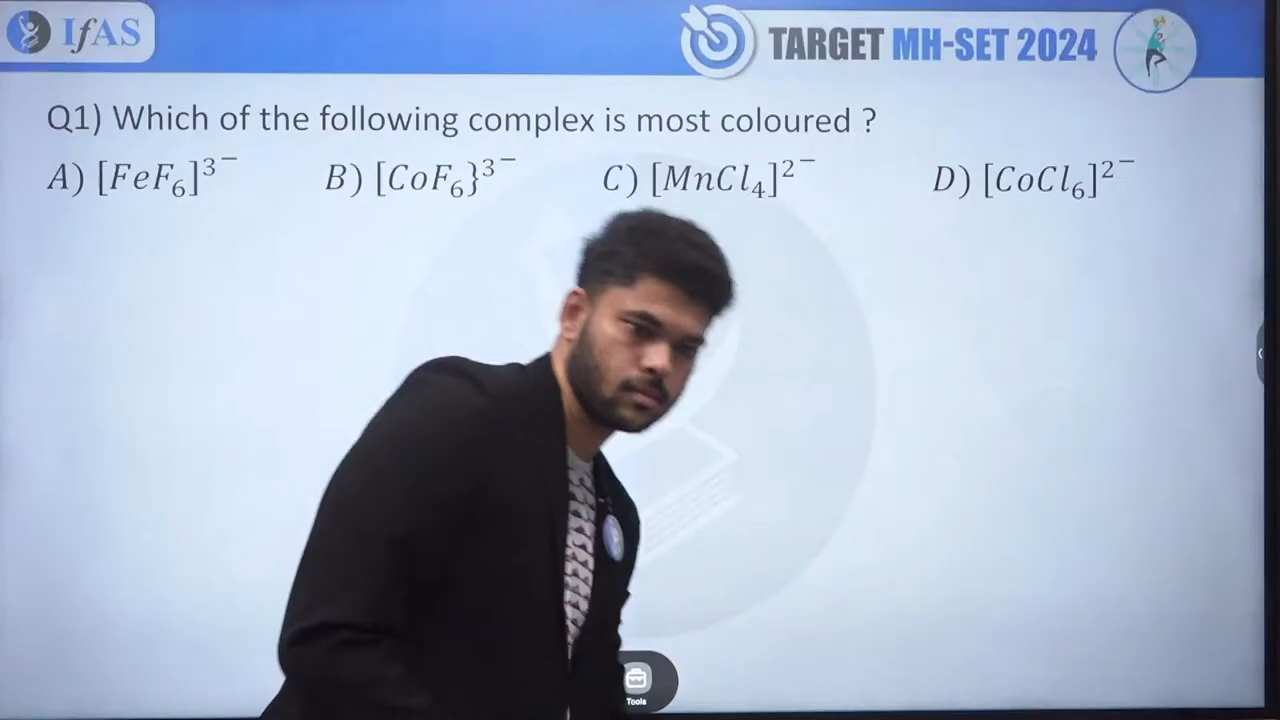 IfAS
TARGET MH-SET 2024
Q1) Which of the following complex is most coloured ?
A) [FeF₆]³⁻ B) [CoF₆}³⁻ C) [MnCl₄]²⁻ D) [CoCl₆]²⁻
Tools